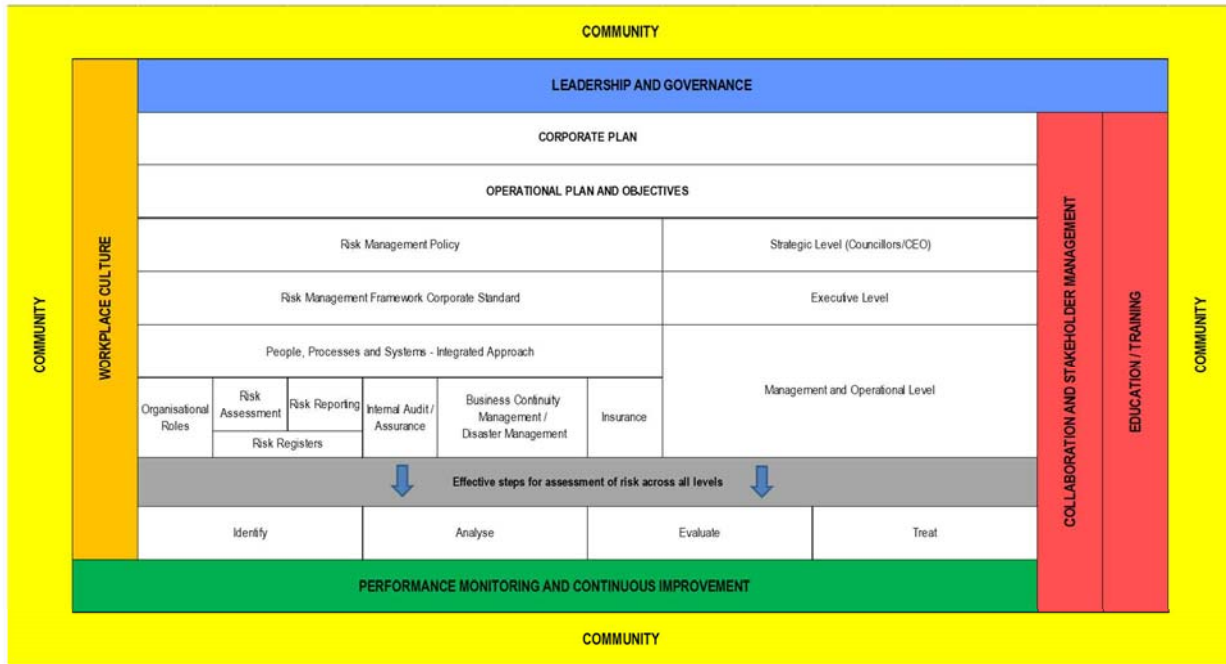 COMMUNITY
LEADERSHIP AND GOVERNANCE
CORPORATE PLAN
OPERATIONAL PLAN AND OBJECTIVES
Risk Management Policy
Strategic Level (Councillors/CEO)
Risk Management Framework Corporate Standard
Executive Level
People, Processes and Systems - Integrated Approach
Management and Operational Level
Organisational
Roles
Risk
Assessment
Risk Reporting
Risk Registers
Internal Audit /
Assurance
Business Continuity
Management /
Disaster Management
Insurance
Effective steps for assessment of risk across all levels
Identify
Analyse
Evaluate
Treat
PERFORMANCE MONITORING AND CONTINUOUS IMPROVEMENT
COMMUNITY
WORKPLACE CULTURE
COLLABORATION AND STAKEHOLDER MANAGEMENT
EDUCATION / TRAINING
COMMUNITY
COMMUNITY